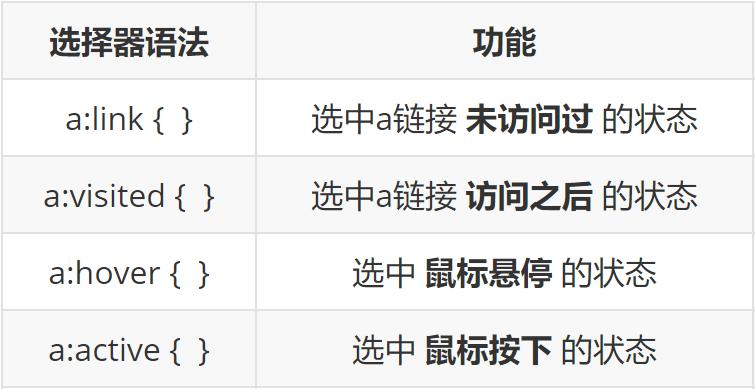 选择器语法 功能
a:link { } 选中a链接 未访问过 的状态
a:visited { } 选中a链接 访问之后 的状态
a:hover { } 选中 鼠标悬停 的状态
a:active { } 选中 鼠标按下 的状态